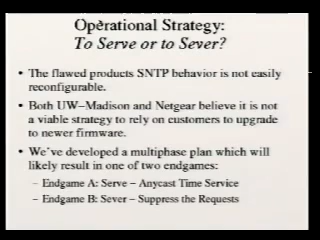 Operational Strategy:
To Serve or to Sever?
• The flawed products SNTP behavior is not easily
reconfigurable.
• Both UW-Madison and Netgear believe it is not
a viable strategy to rely on customers to upgrade
to newer firmware.
• We've developed a multiphase plan which will
likely result in one of two endgames:
– Endgame A: Serve – Anycast Time Service
– Endgame B: Sever – Suppress the Requests